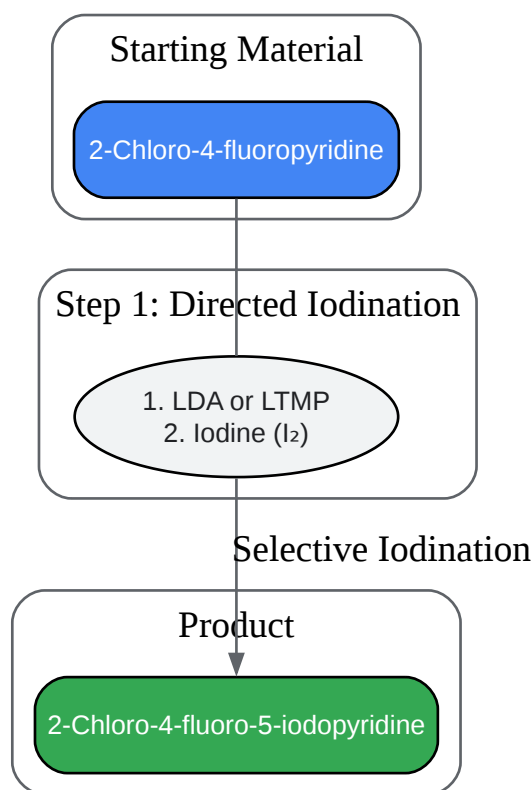 Starting Material
2-Chloro-4-fluoropyridine
Step 1: Directed Iodination
1. LDA or LTMP
2. Iodine (I₂)
Selective Iodination
Product
2-Chloro-4-fluoro-5-iodopyridine